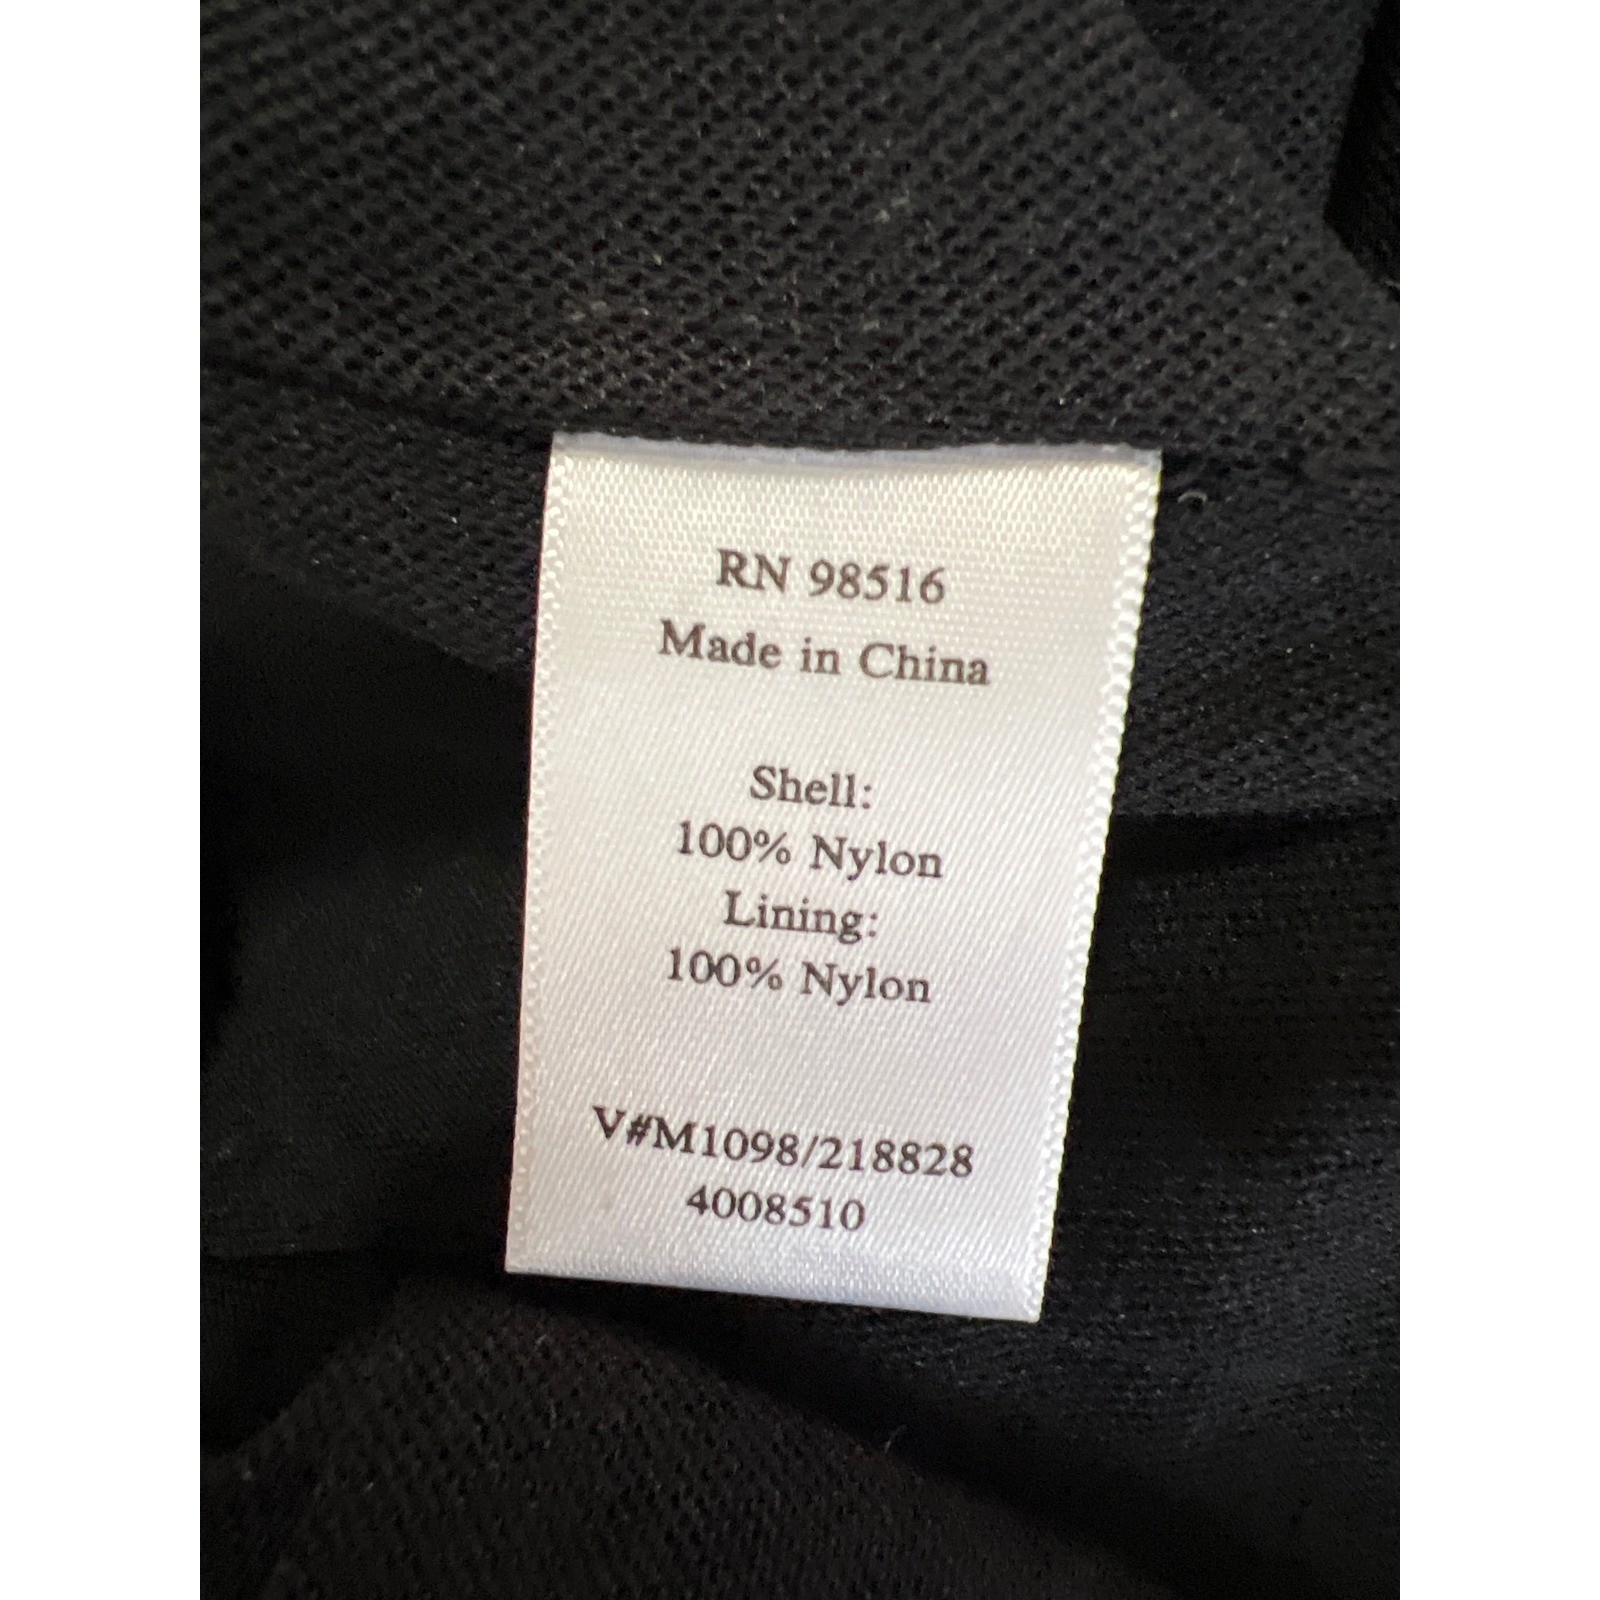 RN 98516
Made in China
Shell:
100% Nylon
Lining:
100% Nylon
V#M1098/218828
4008510